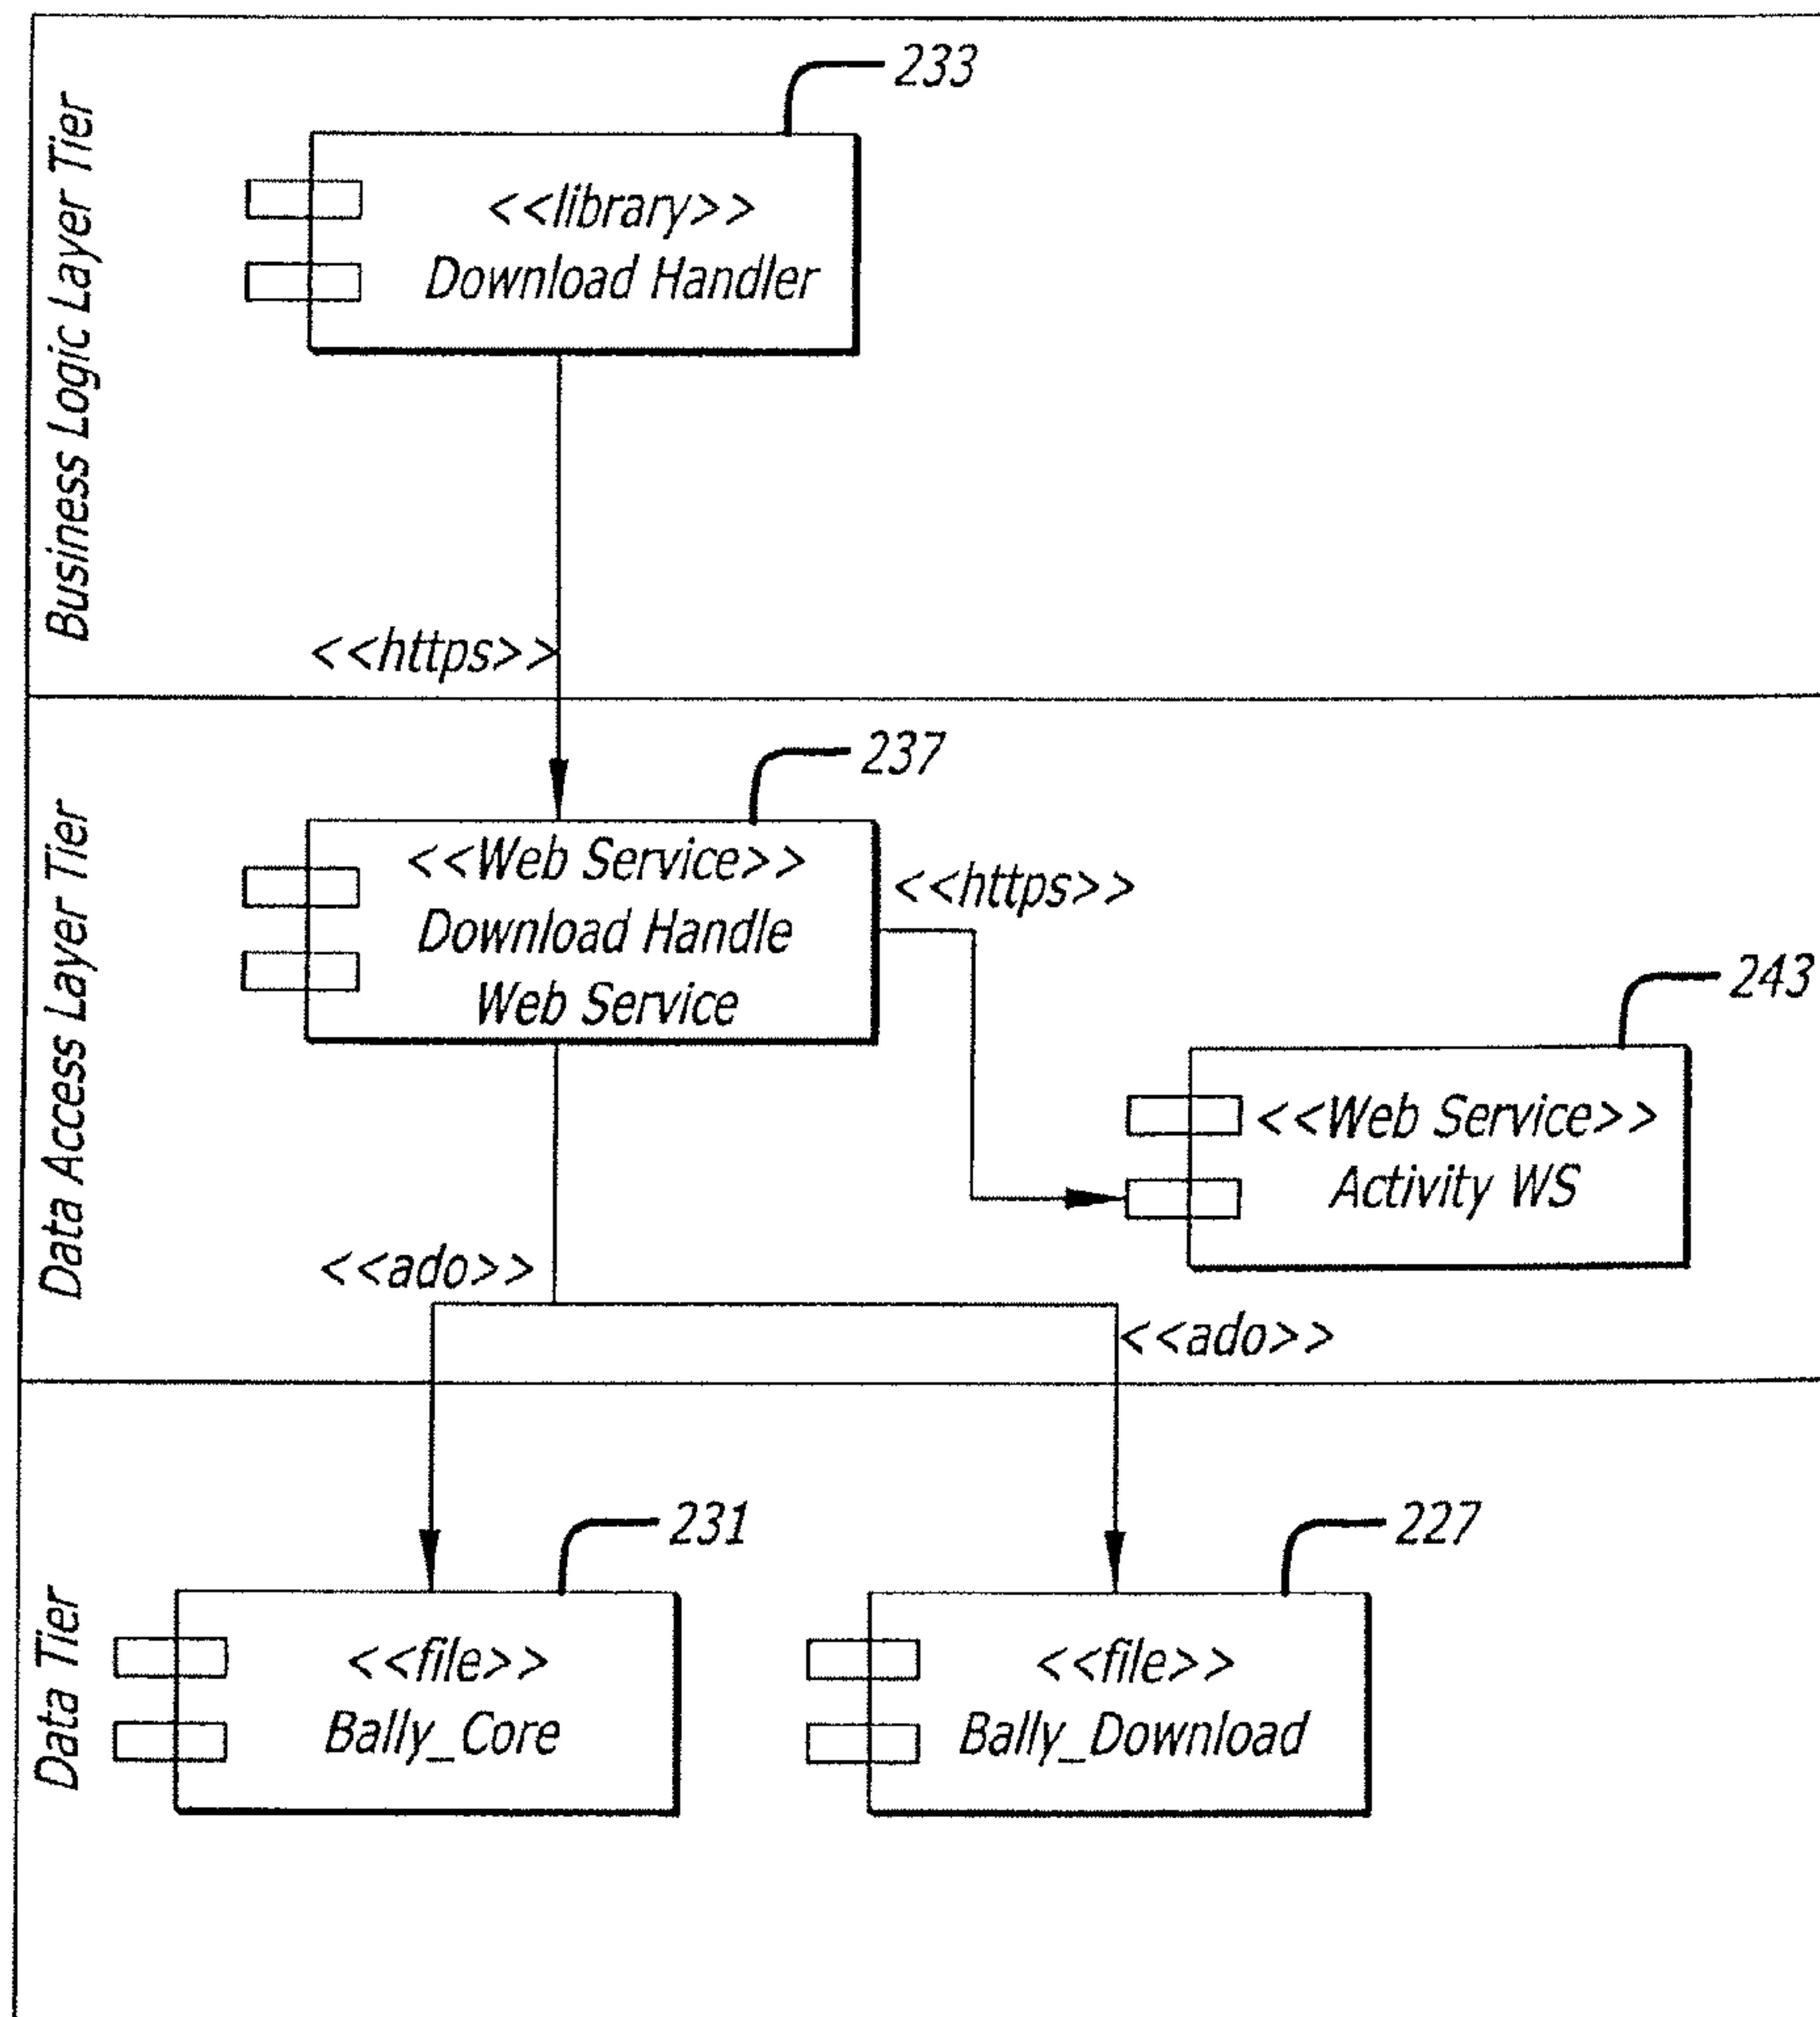 Business Logic Layer Tier
233
<<library>>
Download Handler
<<https>>
Data Access Layer Tier
237
<<Web Service>>
Download Handle
Web Service
<<https>>
243
<<Web Service>>
Activity WS
<<ado>>
<<ado>>
Data Tier
231
<<file>>
Bally_Core
227
<<file>>
Bally_Download